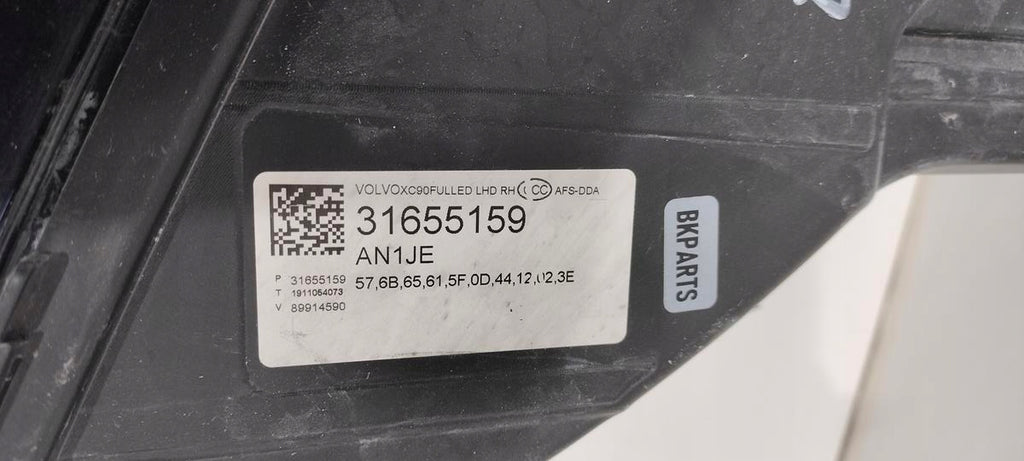 VOLVOXC90FULLED LHD RH CCC AFS-DDA
31655159
AN1JE
P 31655159
57,6B,65,61,5F,0D,44,12,02,3E
T 1911064073
V 89914590
BKPARTS